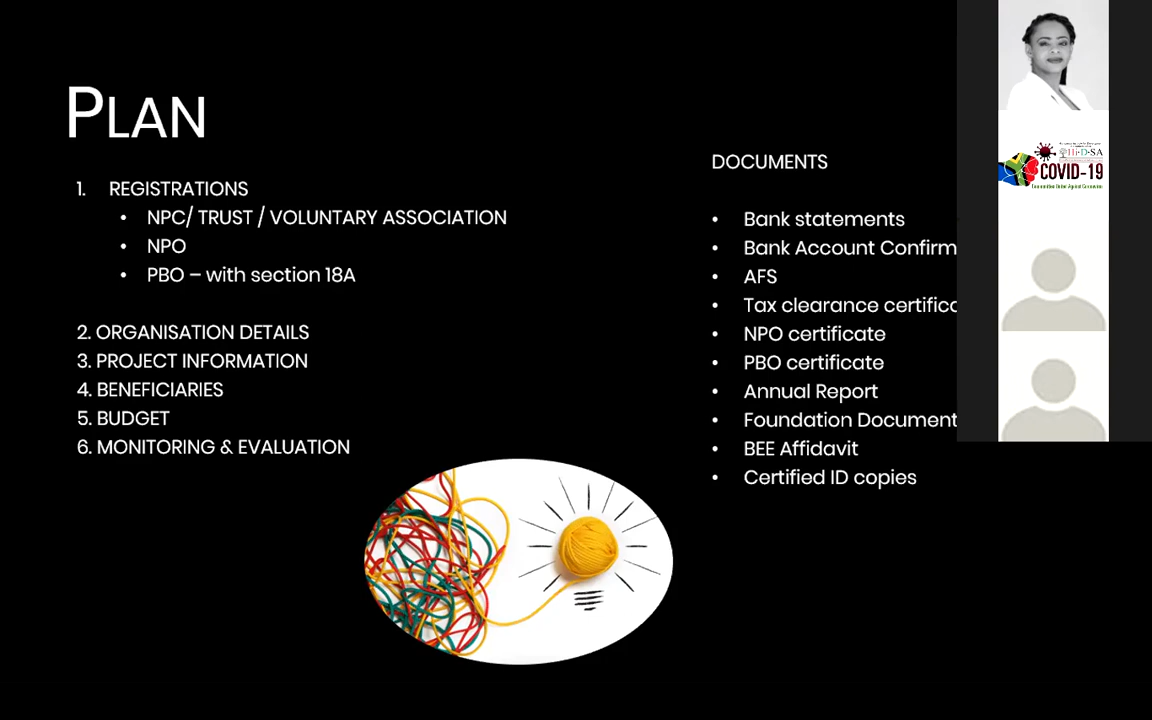 PLAN
1. REGISTRATIONS
• NPC/ TRUST / VOLUNTARY ASSOCIATION
• NPO
• PBO – with section 18A
2. ORGANISATION DETAILS
3. PROJECT INFORMATION
4. BENEFICIARIES
5. BUDGET
6. MONITORING & EVALUATION
DOCUMENTS
• Bank statements
• Bank Account Confirm
• AFS
• Tax clearance certific
• NPO certificate
• PBO certificate
• Annual Report
• Foundation Document
• BEE Affidavit
• Certified ID copies
COVID-19